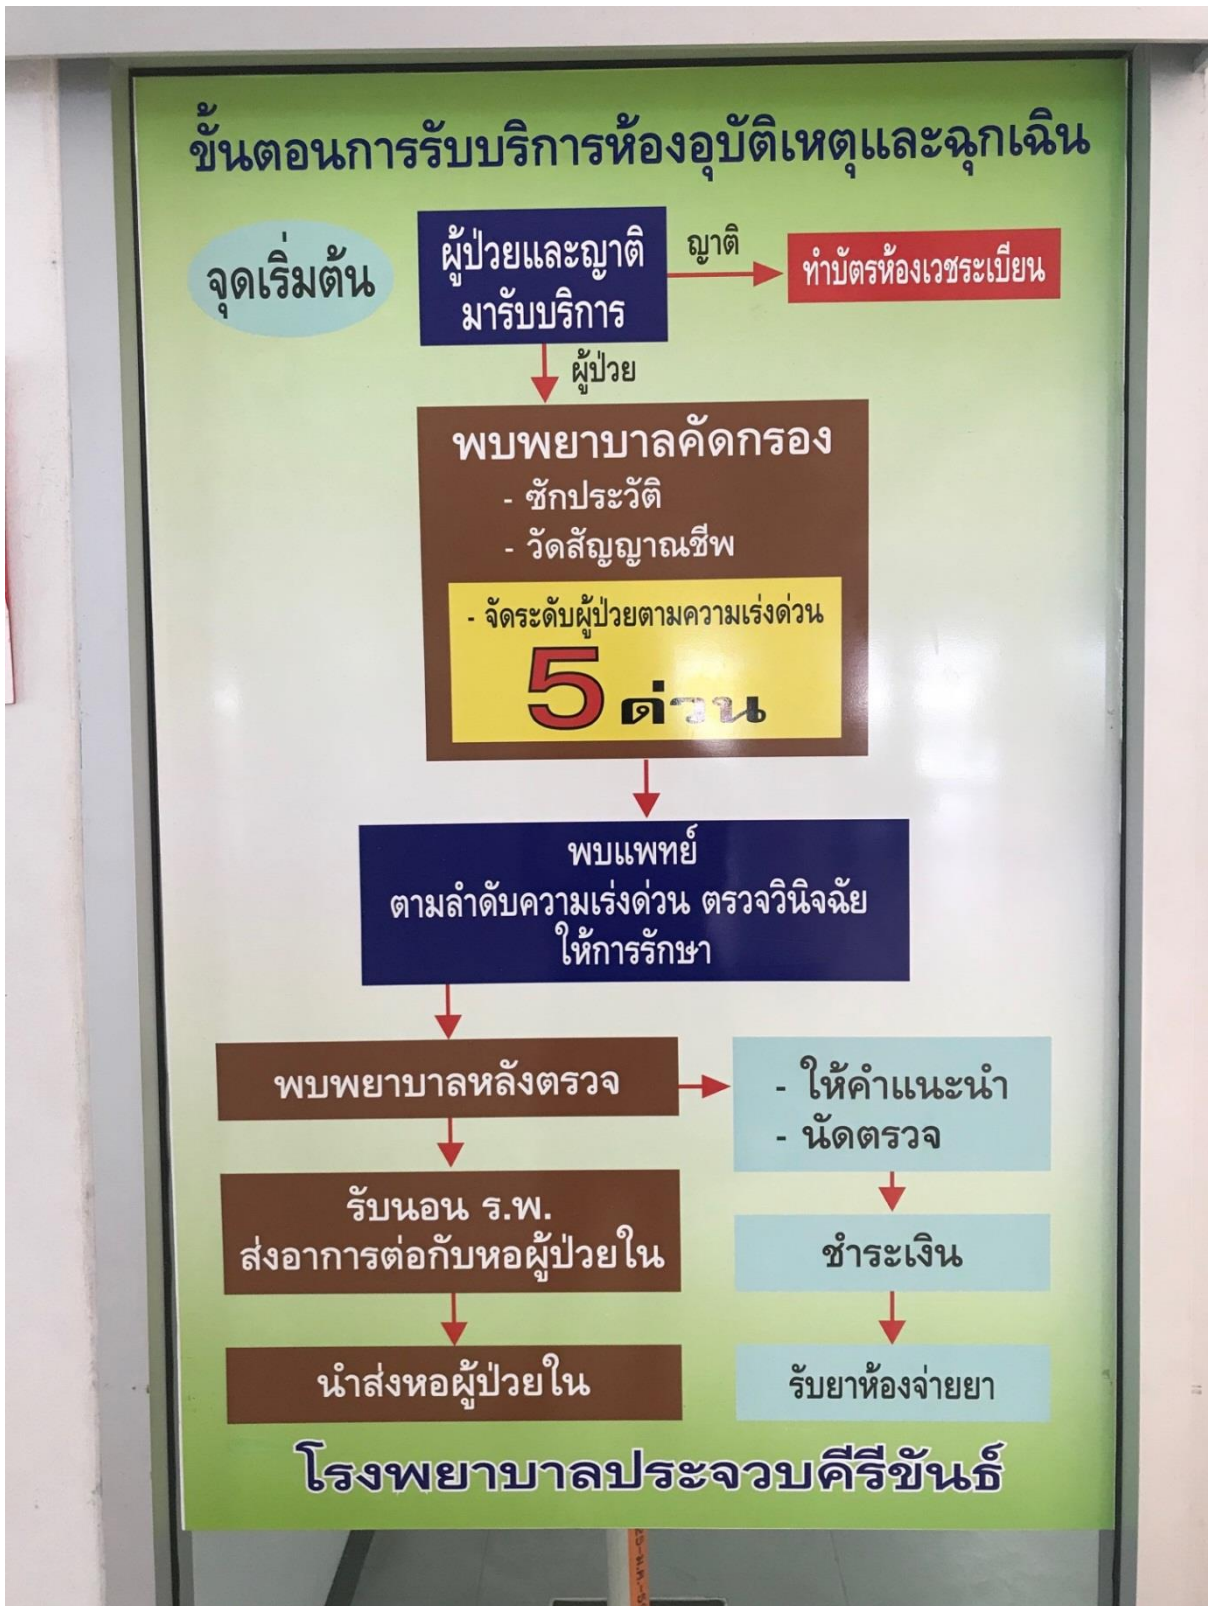 ขั้นตอนการรับบริการห้องอุบัติเหตุและฉุกเฉิน
จุดเริ่มต้น
ผู้ป่วยและญาติ
มารับบริการ
ญาติ
ทำบัตรห้องเวชระเบียน
ผู้ป่วย
พบพยาบาลคัดกรอง
- ซักประวัติ
- วัดสัญญาณชีพ
- จัดระดับผู้ป่วยตามความเร่งด่วน
5 ด่วน
พบแพทย์
ตามลำดับความเร่งด่วน ตรวจวินิจฉัย
ให้การรักษา
พบพยาบาลหลังตรวจ
- ให้คำแนะนำ
- นัดตรวจ
รับนอน ร.พ.
ส่งอาการต่อกับหอผู้ป่วยใน
ชำระเงิน
นำส่งหอผู้ป่วยใน
รับยาห้องจ่ายยา
โรงพยาบาลประจวบคีรีขันธ์